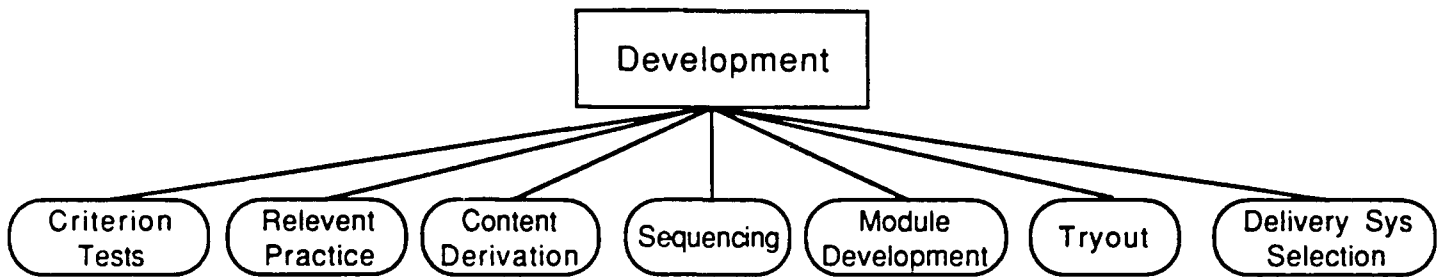 Development
Criterion
Tests
Relevent
Practice
Content
Derivation
Sequencing
Module
Development
Tryout
Delivery Sys
Selection